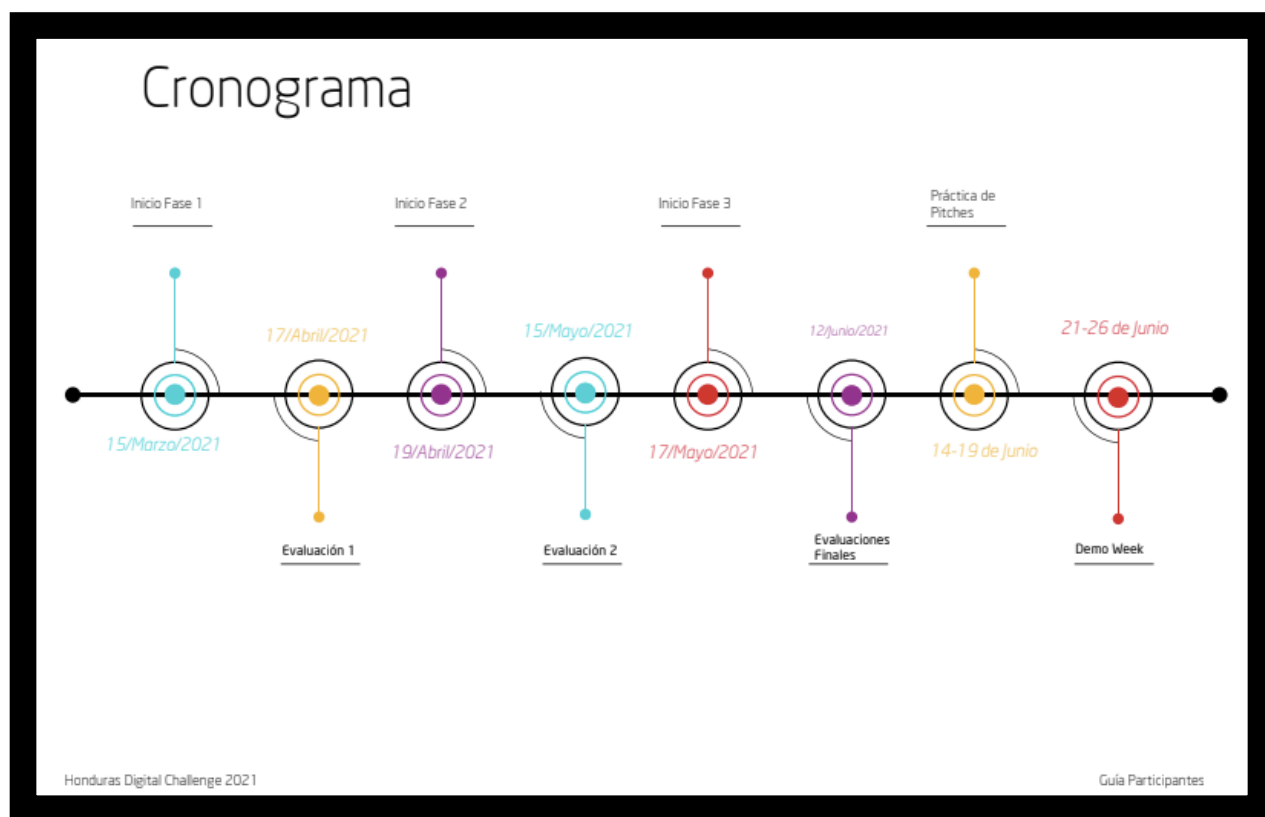 Cronograma
Inicio Fase 1
Inicio Fase 2
Inicio Fase 3
Práctica de
Pitches
17/Abril/2021
15/Mayo/2021
12/Junio/2021
21-26 de Junio
15/Marzo/2021
19/Abril/2021
17/Mayo/2021
14-19 de Junio
Evaluación 1
Evaluación 2
Evaluaciones
Finales
Demo Week
Honduras Digital Challenge 2021
Guía Participantes